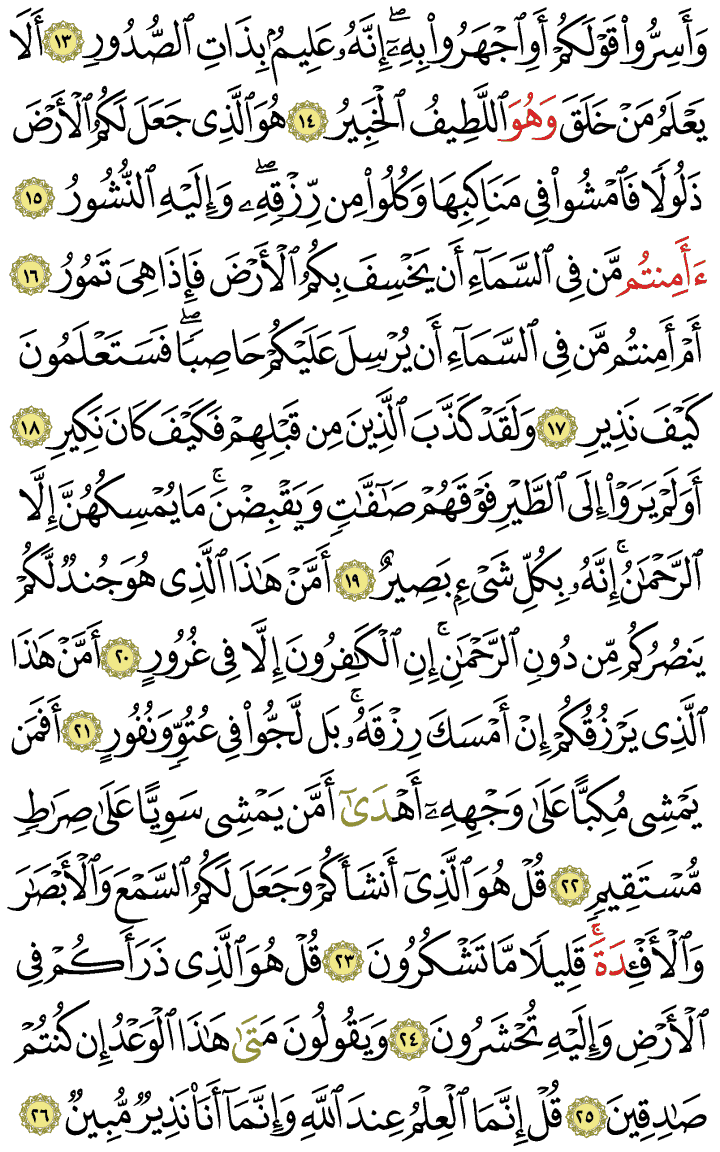 وَأَسِرُّوا۟ قَوْلَكُمْ أَوِ ٱجْهَرُوا۟ بِهِۦٓ ۖ إِنَّهُۥ عَلِيمٌۢ بِذَاتِ ٱلصُّدُورِ ١٣ أَلَا
يَعْلَمُ مَنْ خَلَقَ وَهُوَ ٱللَّطِيفُ ٱلْخَبِيرُ ١٤ هُوَ ٱلَّذِى جَعَلَ لَكُمُ ٱلْأَرْضَ
ذَلُولًا فَٱمْشُوا۟ فِى مَنَاكِبِهَا وَكُلُوا۟ مِن رِّزْقِهِۦ ۖ وَإِلَيْهِ ٱلنُّشُورُ ١٥
ءَأَمِنتُم مَّن فِى ٱلسَّمَآءِ أَن يَخْسِفَ بِكُمُ ٱلْأَرْضَ فَإِذَا هِىَ تَمُورُ ١٦
أَمْ أَمِنتُم مَّن فِى ٱلسَّمَآءِ أَن يُرْسِلَ عَلَيْكُمْ حَاصِبًا ۖ فَسَتَعْلَمُونَ
كَيْفَ نَذِيرِ ١٧ وَلَقَدْ كَذَّبَ ٱلَّذِينَ مِن قَبْلِهِمْ فَكَيْفَ كَانَ نَكِيرِ ١٨
أَوَلَمْ يَرَوْا۟ إِلَى ٱلطَّيْرِ فَوْقَهُمْ صَٰٓفَّٰتٍ وَيَقْبِضْنَ ۚ مَا يُمْسِكُهُنَّ إِلَّا
ٱلرَّحْمَٰنُ ۚ إِنَّهُۥ بِكُلِّ شَىْءٍۭ بَصِيرٌ ١٩ أَمَّنْ هَٰذَا ٱلَّذِى هُوَ جُندٌ لَّكُمْ
يَنصُرُكُم مِّن دُونِ ٱلرَّحْمَٰنِ ۚ إِنِ ٱلْكَٰفِرُونَ إِلَّا فِى غُرُورٍ ٢٠ أَمَّنْ هَٰذَا
ٱلَّذِى يَرْزُقُكُمْ إِنْ أَمْسَكَ رِزْقَهُۥ ۚ بَل لَّجُّوا۟ فِى عُتُوٍّ وَنُفُورٍ ٢١ أَفَمَن
يَمْشِى مُكِبًّا عَلَىٰ وَجْهِهِۦٓ أَهْدَىٰٓ أَمَّن يَمْشِى سَوِيًّا عَلَىٰ صِرَٰطٍ
مُّسْتَقِيمٍ ٢٢ قُلْ هُوَ ٱلَّذِىٓ أَنشَأَكُمْ وَجَعَلَ لَكُمُ ٱلسَّمْعَ وَٱلْأَبْصَٰرَ
وَٱلْأَفْـِٔدَةَ ۚ قَلِيلًا مَّا تَشْكُرُونَ ٢٣ قُلْ هُوَ ٱلَّذِى ذَرَأَكُمْ فِى
ٱلْأَرْضِ وَإِلَيْهِ تُحْشَرُونَ ٢٤ وَيَقُولُونَ مَتَىٰ هَٰذَا ٱلْوَعْدُ إِن كُنتُمْ
صَٰدِقِينَ ٢٥ قُلْ إِنَّمَا ٱلْعِلْمُ عِندَ ٱللَّهِ وَإِنَّمَآ أَنَا۠ نَذِيرٌ مُّبِينٌ ٢٦